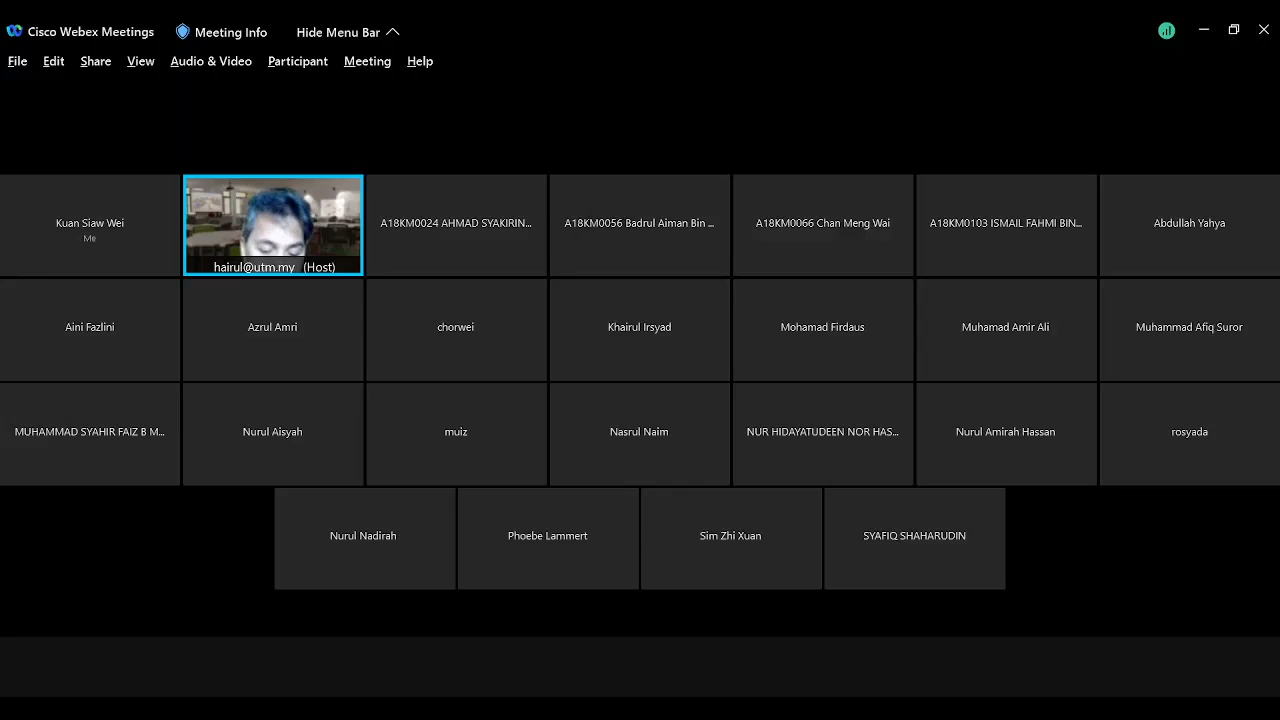 Cisco Webex Meetings Meeting Info Hide Menu Bar
File Edit Share View Audio & Video Participant Meeting Help
Kuan Siaw Wei
Me
hairul@utm.my (Host)
A18KM0024 AHMAD SYAKIRIN...
A18KM0056 Badrul Aiman Bin ...
A18KM0066 Chan Meng Wai
A18KM0103 ISMAIL FAHMI BIN...
Abdullah Yahya
Aini Fazlini
Azrul Amri
chorwei
Khairul Irsyad
Mohamad Firdaus
Muhamad Amir Ali
Muhammad Afiq Suror
MUHAMMAD SYAHIR FAIZ B M...
Nurul Aisyah
muiz
Nasrul Naim
NUR HIDAYATUDEEN NOR HAS...
Nurul Amirah Hassan
rosyada
Nurul Nadirah
Phoebe Lammert
Sim Zhi Xuan
SYAFIQ SHAHARUDIN